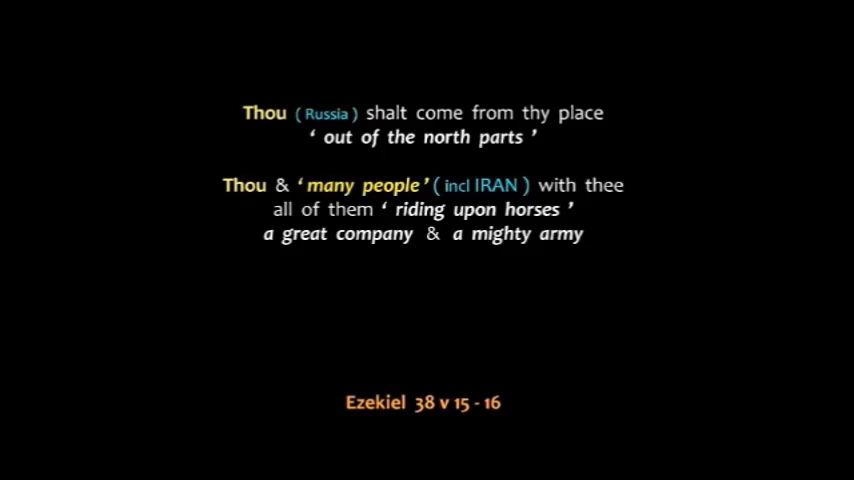 Thou ( Russia ) shalt come from thy place
‘ out of the north parts ’
Thou & ‘ many people ’ ( incl IRAN ) with thee
all of them ‘ riding upon horses ’
a great company & a mighty army
Ezekiel 38 v 15 - 16